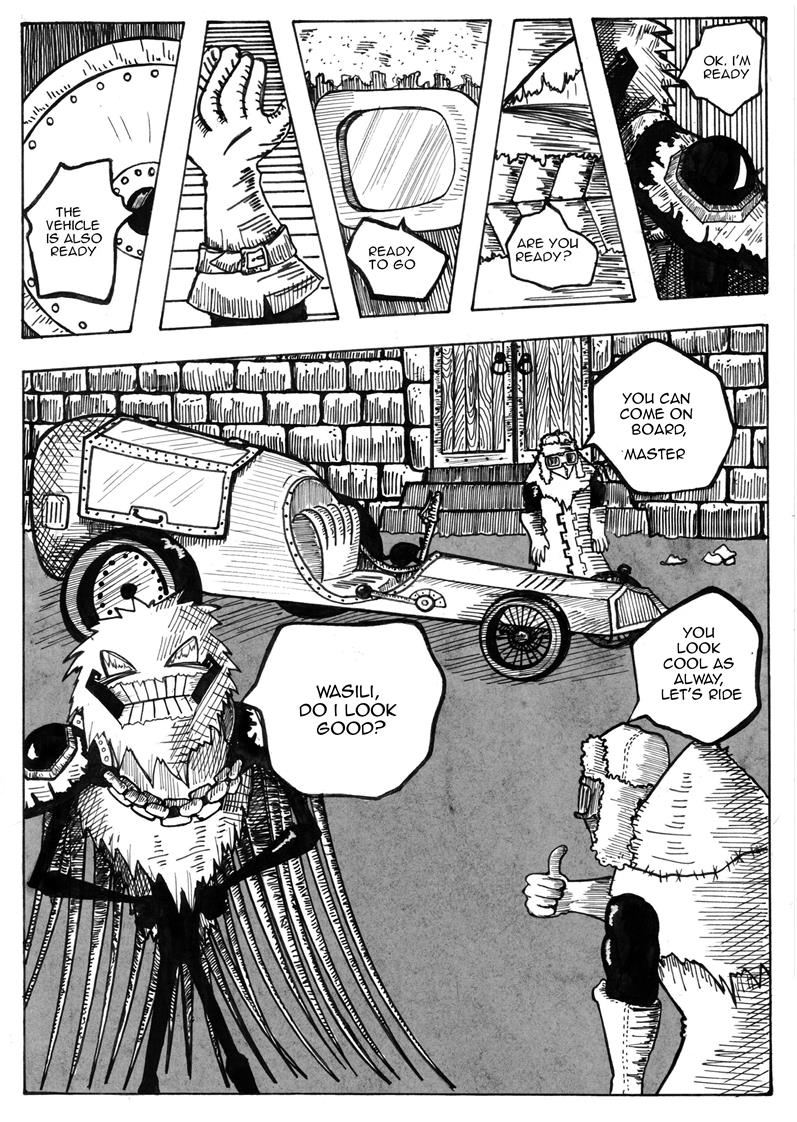 THE
VEHICLE
IS ALSO
READY
READY
TO GO
ARE YOU
READY?
OK. I'M
READY
YOU CAN
COME ON
BOARD,
MASTER
WASILI,
DO I LOOK
GOOD?
YOU
LOOK
COOL AS
ALWAY,
LET'S RIDE